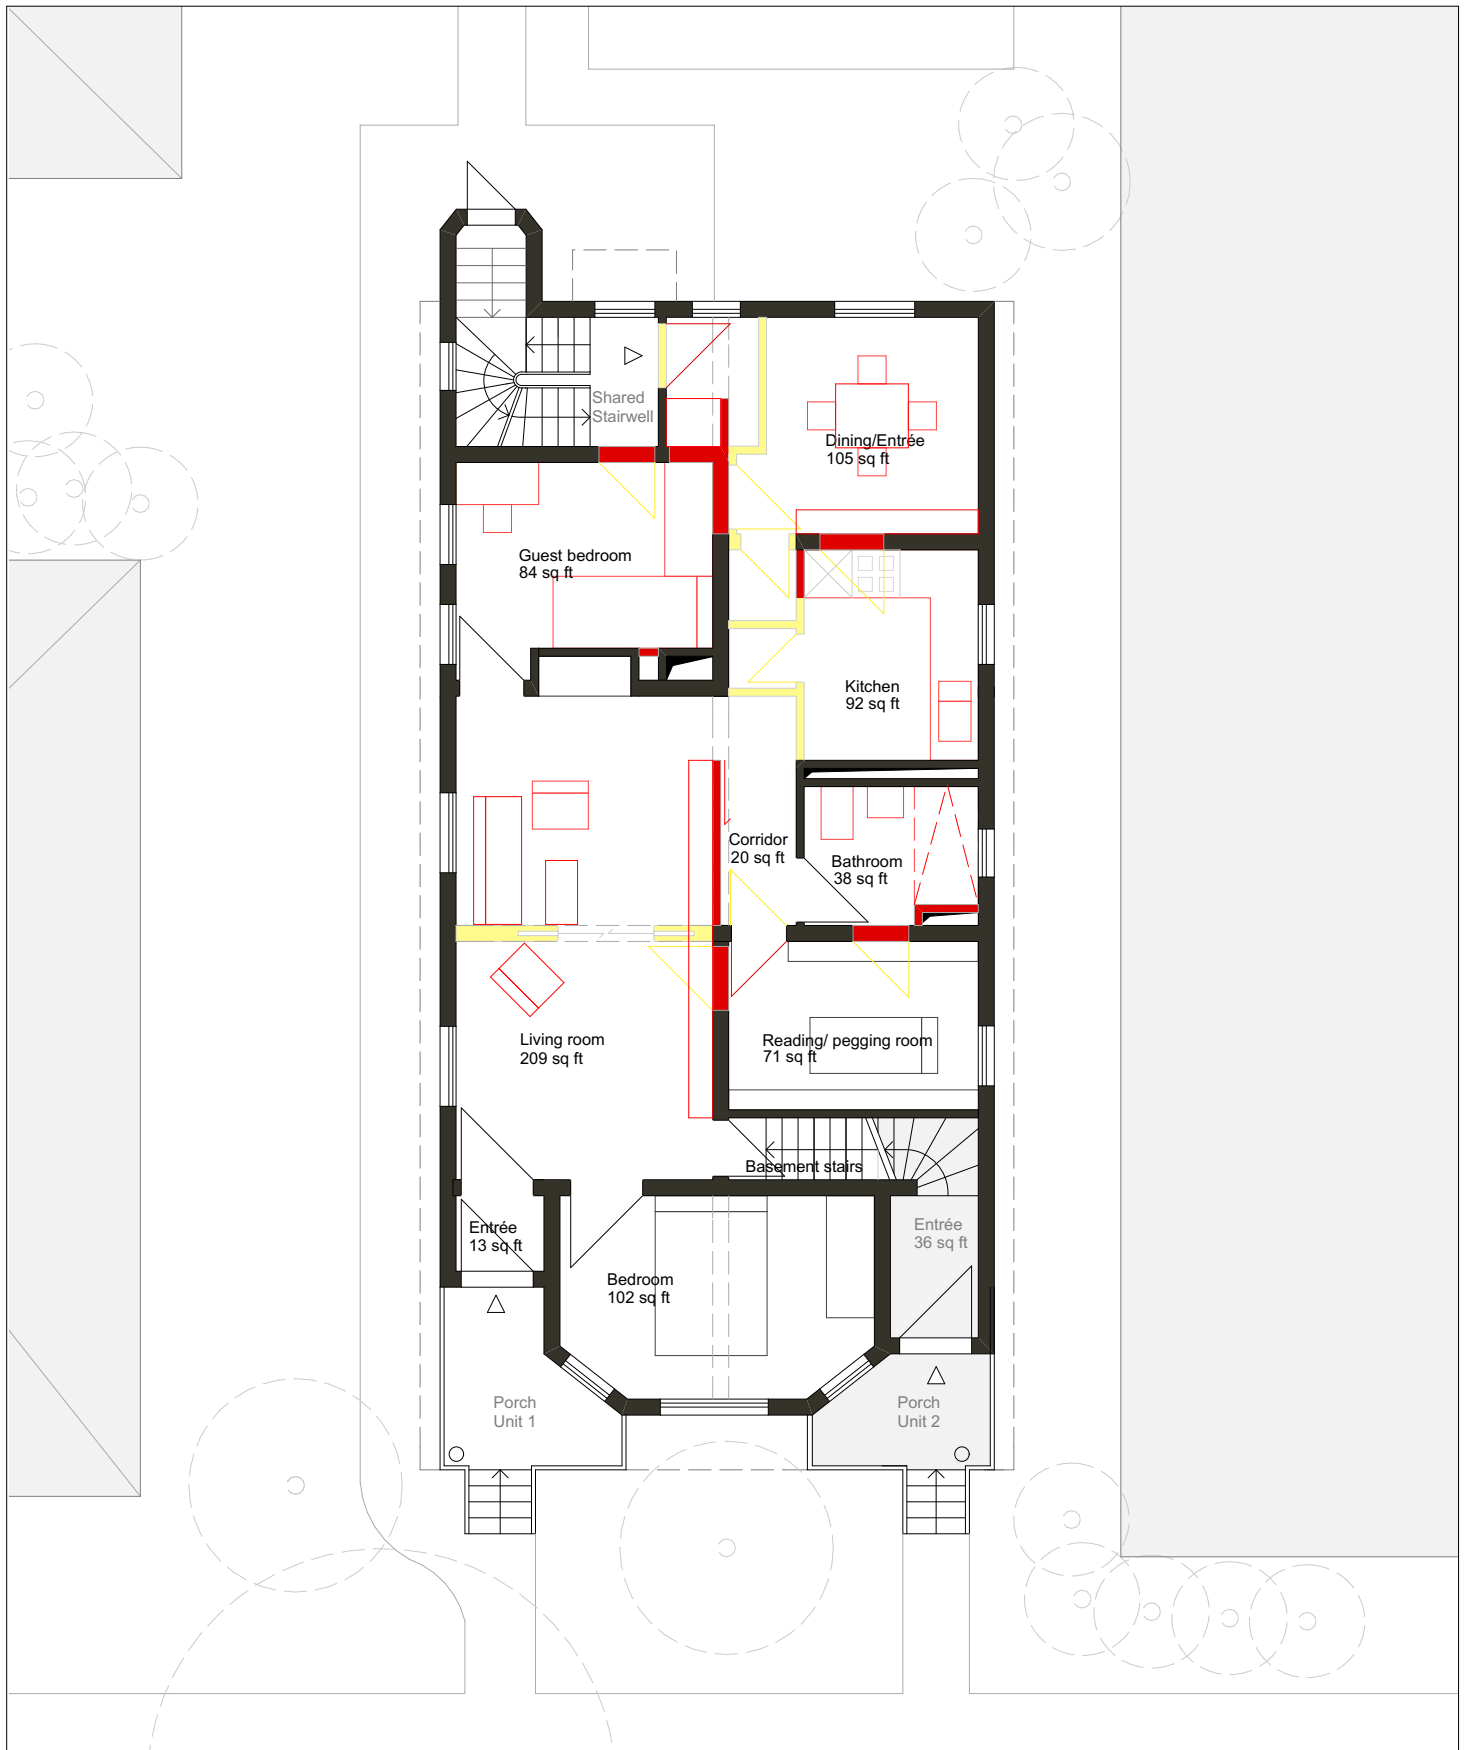 Shared
Stairwell
Dining/Entrée
105 sq ft
Guest bedroom
84 sq ft
Kitchen
92 sq ft
Corridor
20 sq ft
Bathroom
38 sq ft
Living room
209 sq ft
Reading/ pegging room
71 sq ft
Basement stairs
Entrée
13 sq ft
Entrée
36 sq ft
Bedroom
102 sq ft
Porch
Unit 1
Porch
Unit 2